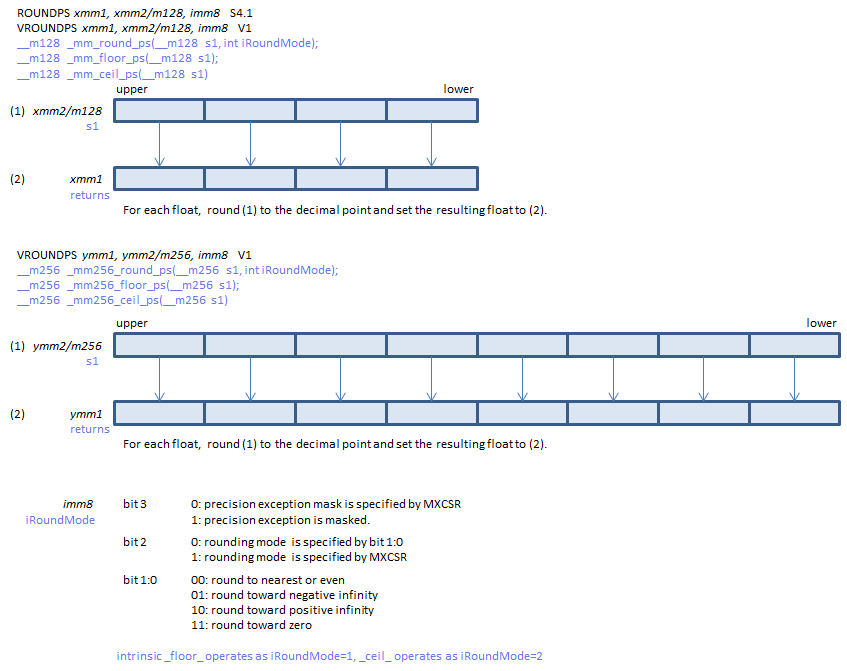 ROUNDPS xmm1, xmm2/m128, imm8 S4.1
VROUNDPS xmm1, xmm2/m128, imm8 V1
__m128 _mm_round_ps(__m128 s1, int iRoundMode);
__m128 _mm_floor_ps(__m128 s1);
__m128 _mm_ceil_ps(__m128 s1)
upper lower
(1) xmm2/m128
s1
(2) xmm1
returns
For each float, round (1) to the decimal point and set the resulting float to (2).
VROUNDPS ymm1, ymm2/m256, imm8 V1
__m256 _mm256_round_ps(__m256 s1, int iRoundMode);
__m256 _mm256_floor_ps(__m256 s1);
__m256 _mm256_ceil_ps(__m256 s1)
upper lower
(1) ymm2/m256
s1
(2) ymm1
returns
For each float, round (1) to the decimal point and set the resulting float to (2).
imm8 bit 3 0: precision exception mask is specified by MXCSR
iRoundMode 1: precision exception is masked.
bit 2 0: rounding mode is specified by bit 1:0
1: rounding mode is specified by MXCSR
bit 1:0 00: round to nearest or even
01: round toward negative infinity
10: round toward positive infinity
11: round toward zero
intrinsic _floor_ operates as iRoundMode=1, _ceil_ operates as iRoundMode=2